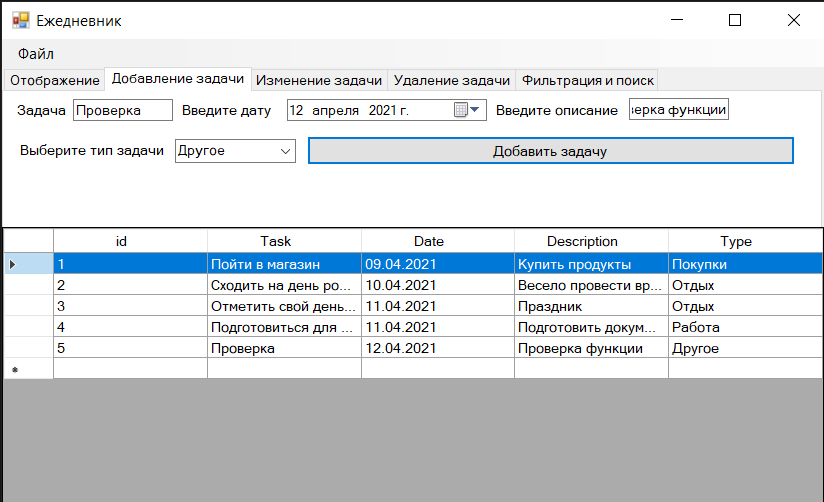 Ежедневник
Файл
Отображение Добавление задачи Изменение задачи Удаление задачи Фильтрация и поиск
Задача Проверка Введите дату 12 апреля 2021 г. Введите описание верка функции
Выберите тип задачи Другое Добавить задачу
id Task Date Description Type
1 Пойти в магазин 09.04.2021 Купить продукты Покупки
2 Сходить на день ро... 10.04.2021 Весело провести вр... Отдых
3 Отметить свой день... 11.04.2021 Праздник Отдых
4 Подготовиться для ... 11.04.2021 Подготовить докум... Работа
5 Проверка 12.04.2021 Проверка функции Другое